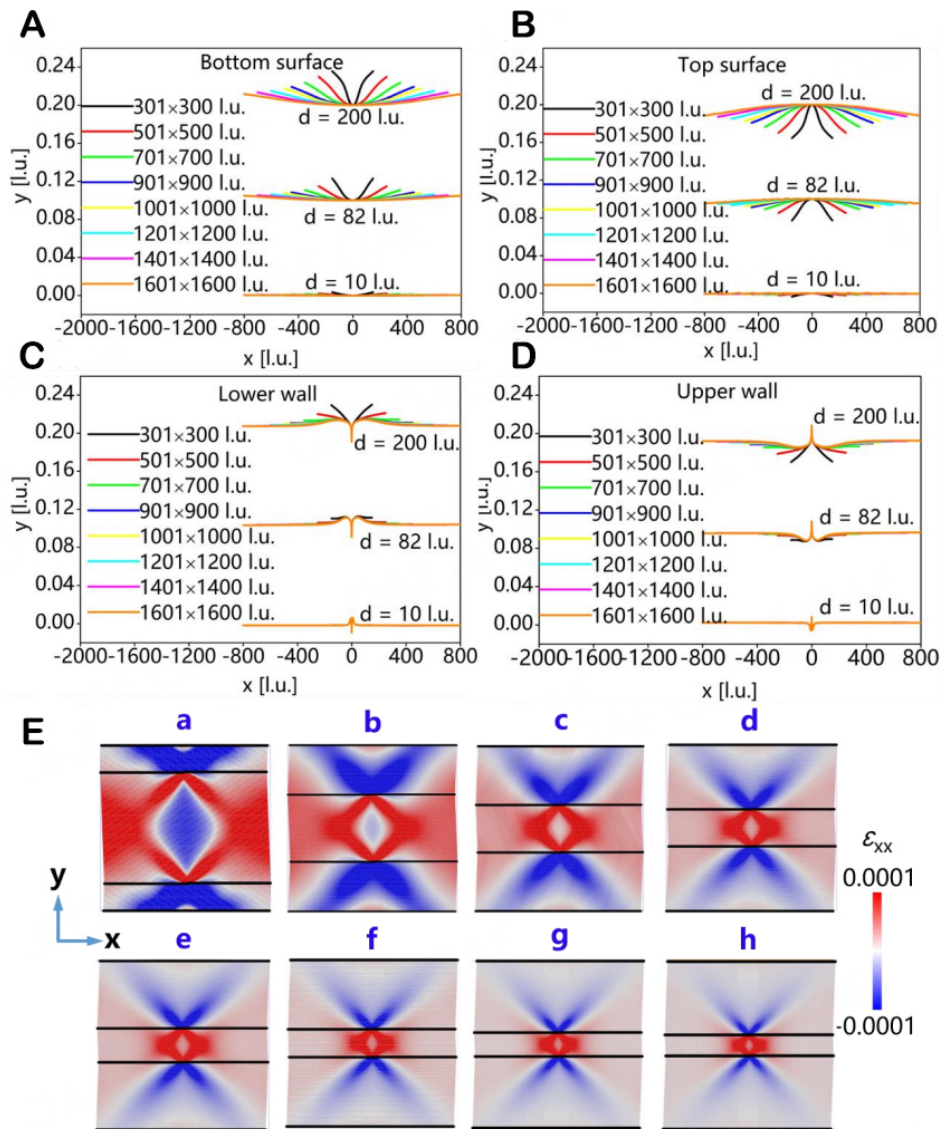 A
Bottom surface
0.24
0.20
0.16
0.12
0.08
0.04
0.00
y [l.u.]
301×300 l.u.
501×500 l.u.
701×700 l.u.
901×900 l.u.
1001×1000 l.u.
1201×1200 l.u.
1401×1400 l.u.
1601×1600 l.u.
d = 200 l.u.
d = 82 l.u.
d = 10 l.u.
-2000-1600-1200 -800 -400 0 400 800
x [l.u.]
B
Top surface
0.24
0.20
0.16
0.12
0.08
0.04
0.00
y [l.u.]
301×300 l.u.
501×500 l.u.
701×700 l.u.
901×900 l.u.
1001×1000 l.u.
1201×1200 l.u.
1401×1400 l.u.
1601×1600 l.u.
d = 200 l.u.
d = 82 l.u.
d = 10 l.u.
-2000-1600-1200 -800 -400 0 400 800
x [l.u.]
C
Lower wall
0.24
0.20
0.16
0.12
0.08
0.04
0.00
y [l.u.]
301×300 l.u.
501×500 l.u.
701×700 l.u.
901×900 l.u.
1001×1000 l.u.
1201×1200 l.u.
1401×1400 l.u.
1601×1600 l.u.
d = 200 l.u.
d = 82 l.u.
d = 10 l.u.
-2000-1600-1200 -800 -400 0 400 800
x [l.u.]
D
Upper wall
0.24
0.20
0.16
0.12
0.08
0.04
0.00
y [l.u.]
301×300 l.u.
501×500 l.u.
701×700 l.u.
901×900 l.u.
1001×1000 l.u.
1201×1200 l.u.
1401×1400 l.u.
1601×1600 l.u.
d = 200 l.u.
d = 82 l.u.
d = 10 l.u.
-2000-1600-1200 -800 -400 0 400 800
x [l.u.]
E
a b c d
y
x
e f g h
εxx
0.0001
-0.0001